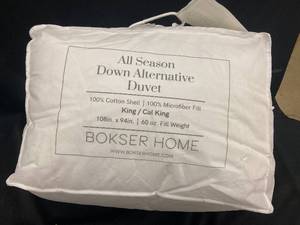 All Season
Down Alternative
Duvet
100% Cotton Shell | 100% Microfiber Fill
King / Cal King
108in. x 94in. | 60 oz. Fill Weight
BOKSER HOME
WWW.BOKSERHOME.COM